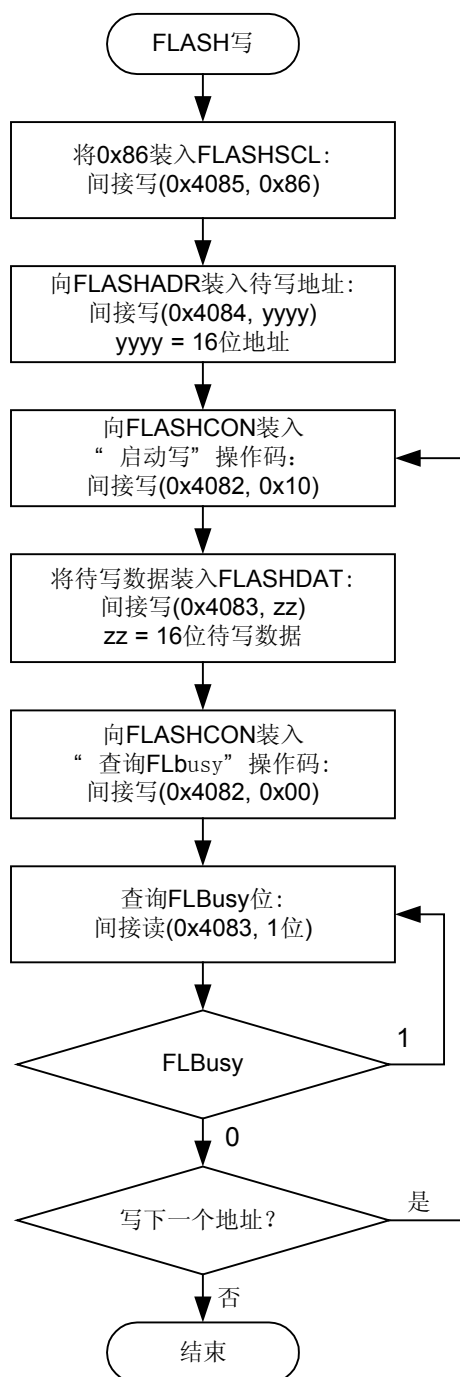 FLASH写
将0x86装入FLASHSCL：
间接写(0x4085, 0x86)
向FLASHADR装入待写地址：
间接写(0x4084, yyyy)
yyyy = 16位地址
向FLASHCON装入
“ 启动写”操作码：
间接写(0x4082, 0x10)
将待写数据装入FLASHDAT：
间接写(0x4083, zz)
zz = 16位待写数据
向FLASHCON装入
“ 查询FLbusy”操作码：
间接写(0x4082, 0x00)
查询FLBusy位：
间接读(0x4083, 1位)
FLBusy
1
0
写下一个地址？
是
否
结束